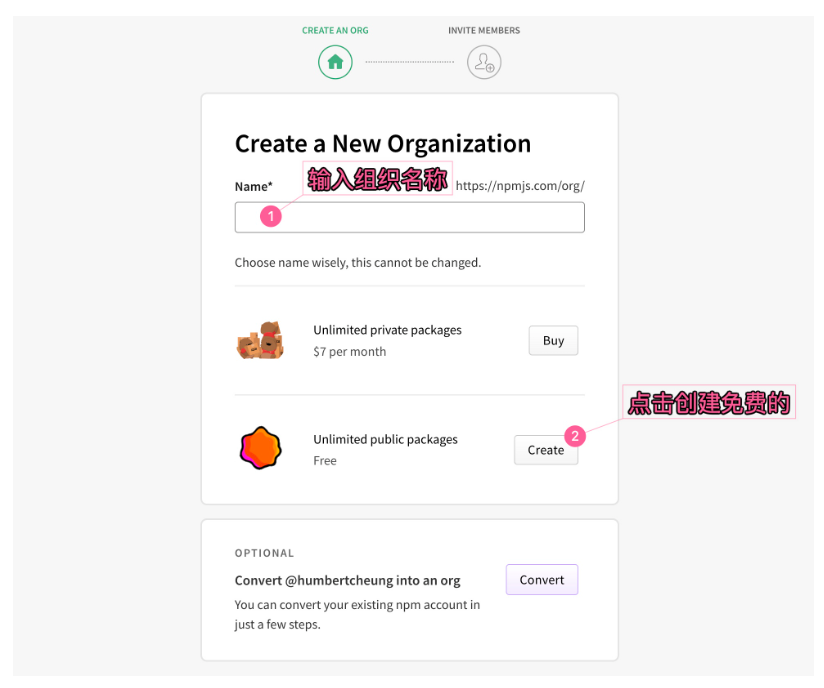 CREATE AN ORG
INVITE MEMBERS
Create a New Organization
输入组织名称
Name*
https://npmjs.com/org/
1
Choose name wisely, this cannot be changed.
Unlimited private packages
$7 per month
Buy
点击创建免费的
2
Unlimited public packages
Free
Create
OPTIONAL
Convert @humbertcheung into an org
You can convert your existing npm account in
just a few steps.
Convert